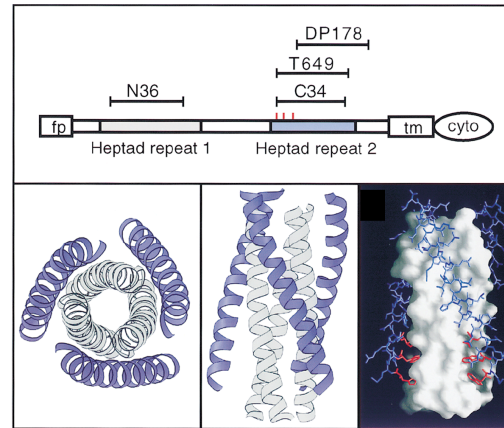 DP178
T649
N36
C34
fp
tm
cyto
Heptad repeat 1
Heptad repeat 2